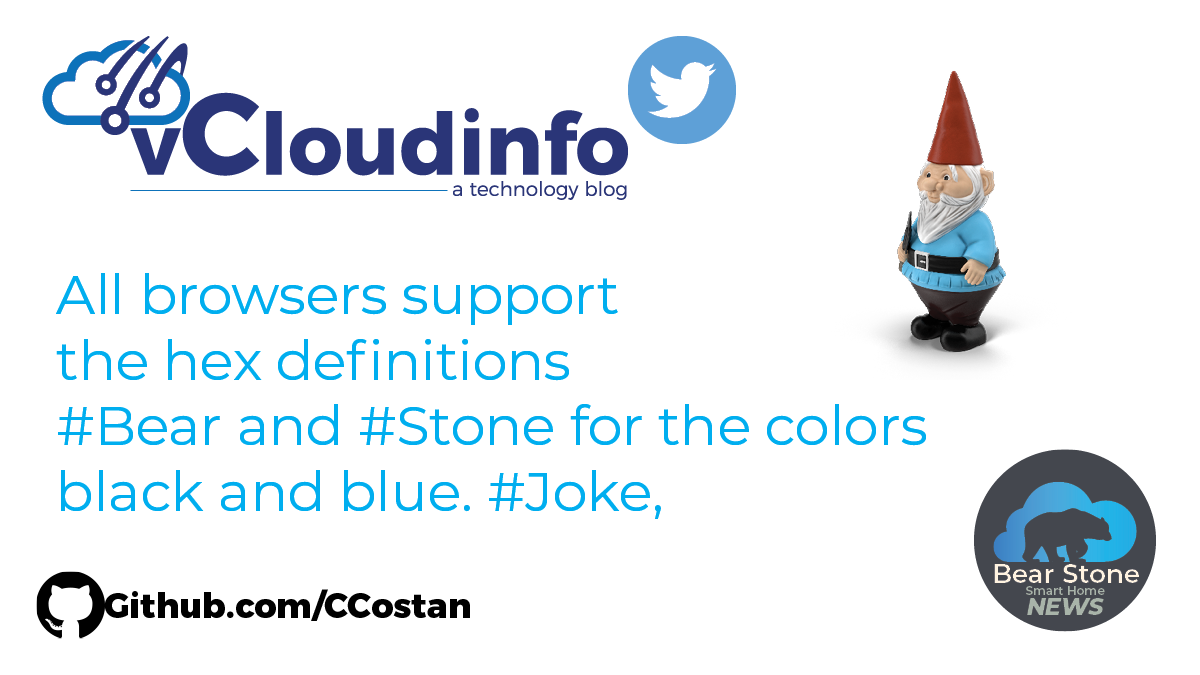 vCloudinfo
a technology blog
All browsers support
the hex definitions
#Bear and #Stone for the colors
black and blue. #Joke,
Github.com/CCostan
Bear Stone
Smart Home
NEWS